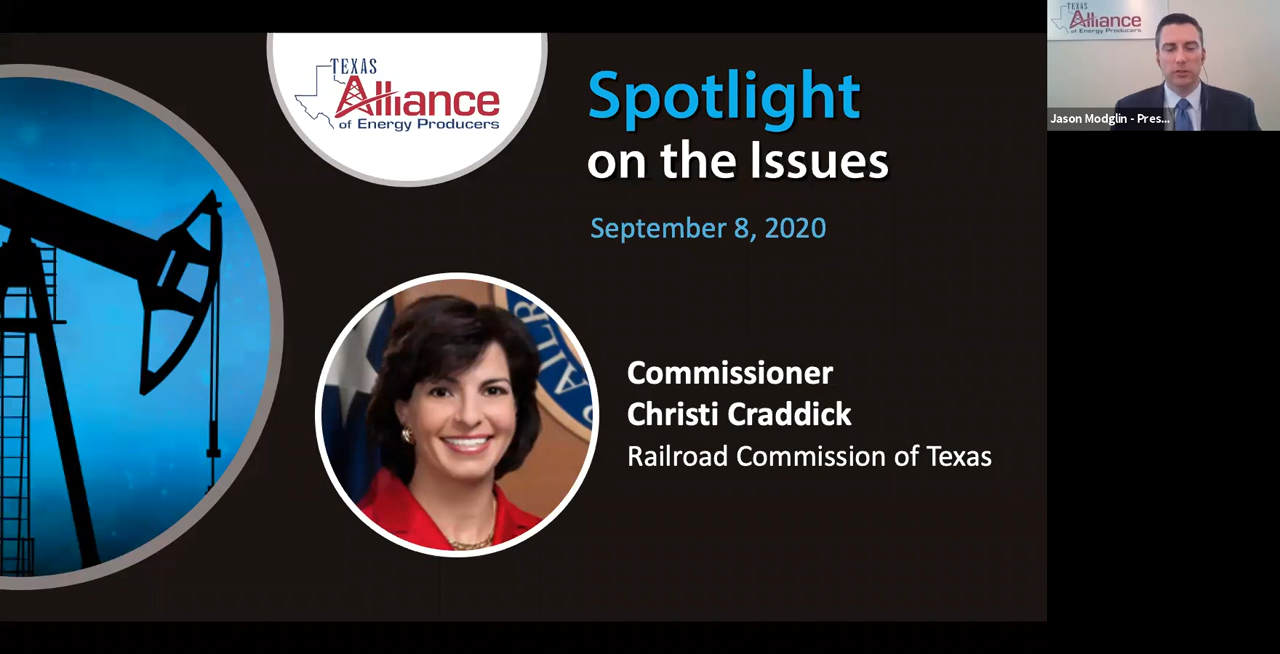 TEXAS
Alliance
of Energy Producers
Spotlight
on the Issues
September 8, 2020
Commissioner
Christi Craddick
Railroad Commission of Texas
RAILR
TEXAS
Alliance
of Energy Producers
Jason Modglin - Pres...